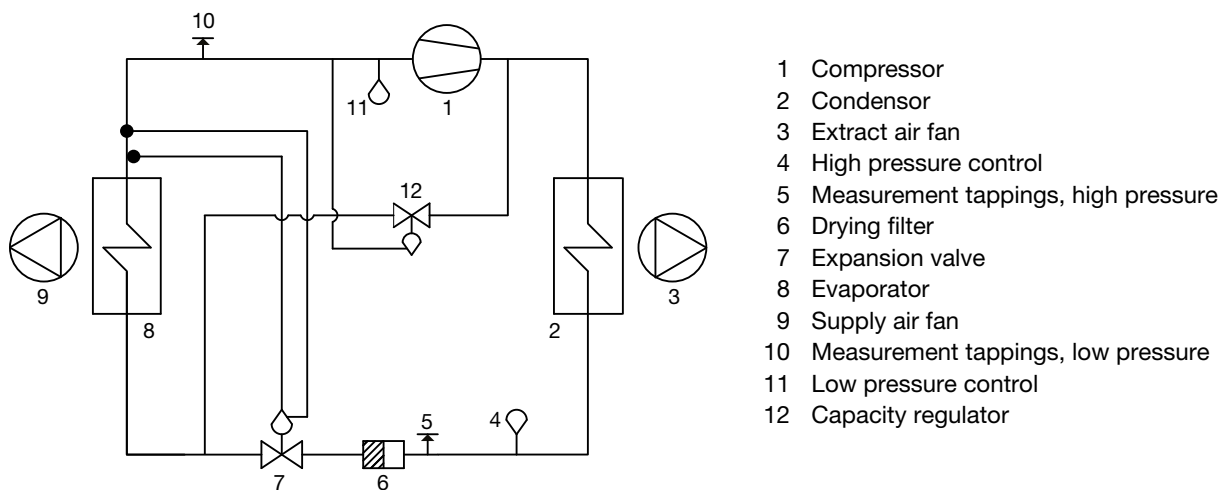 10
11
1
12
9
8
2
3
5
4
7
6
1 Compressor
2 Condensor
3 Extract air fan
4 High pressure control
5 Measurement tappings, high pressure
6 Drying filter
7 Expansion valve
8 Evaporator
9 Supply air fan
10 Measurement tappings, low pressure
11 Low pressure control
12 Capacity regulator